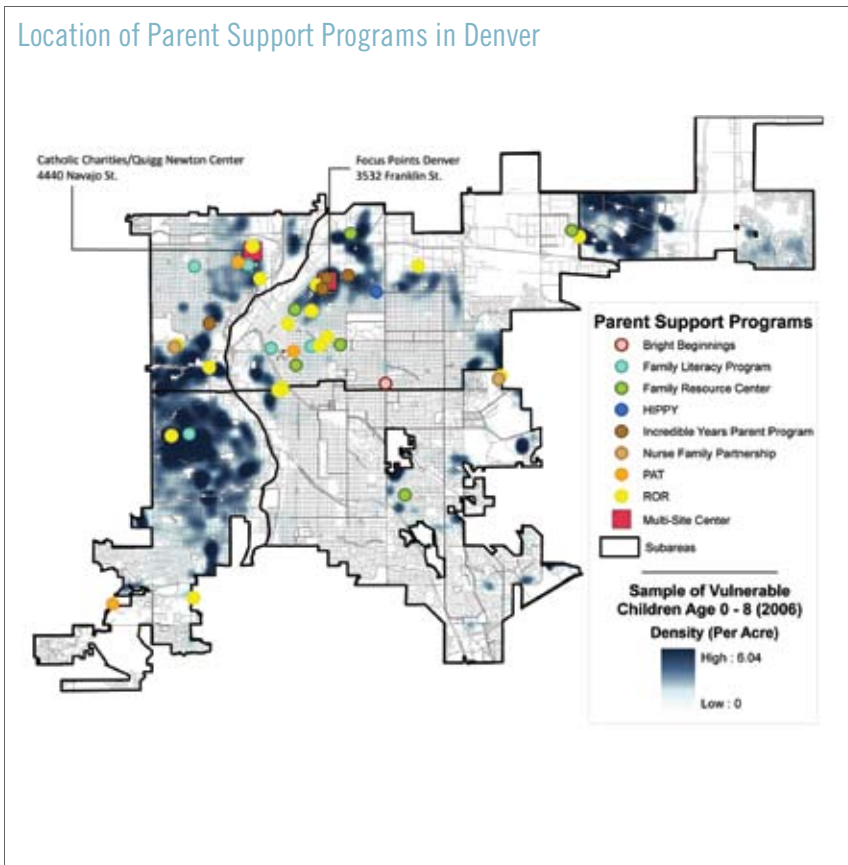 Location of Parent Support Programs in Denver
Catholic Charities/Quigg Newton Center
4440 Navajo St.
Focus Points Denver
3532 Franklin St.
Parent Support Programs
Bright Beginnings
Family Literacy Program
Family Resource Center
HIPPY
Incredible Years Parent Program
Nurse Family Partnership
PAT
ROR
Multi-Site Center
Subareas
Sample of Vulnerable
Children Age 0 - 8 (2006)
Density (Per Acre)
High : 6.04
Low : 0